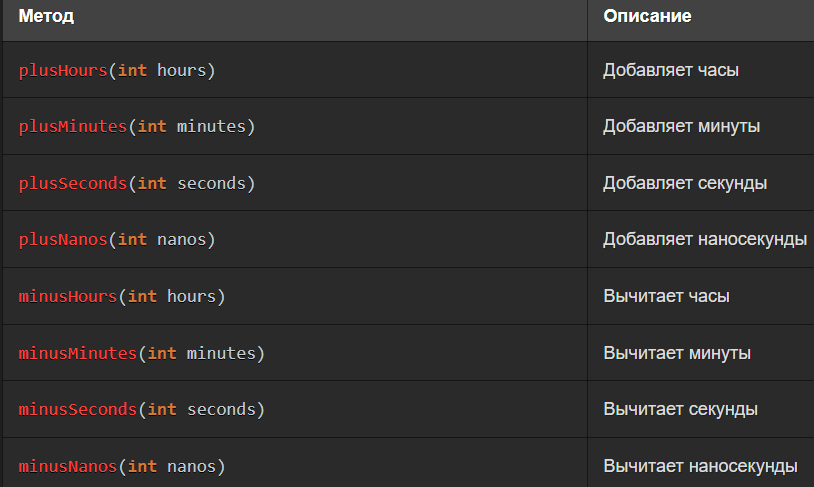 Метод Описание
plusHours(int hours) Добавляет часы
plusMinutes(int minutes) Добавляет минуты
plusSeconds(int seconds) Добавляет секунды
plusNanos(int nanos) Добавляет наносекунды
minusHours(int hours) Вычитает часы
minusMinutes(int minutes) Вычитает минуты
minusSeconds(int seconds) Вычитает секунды
minusNanos(int nanos) Вычитает наносекунды